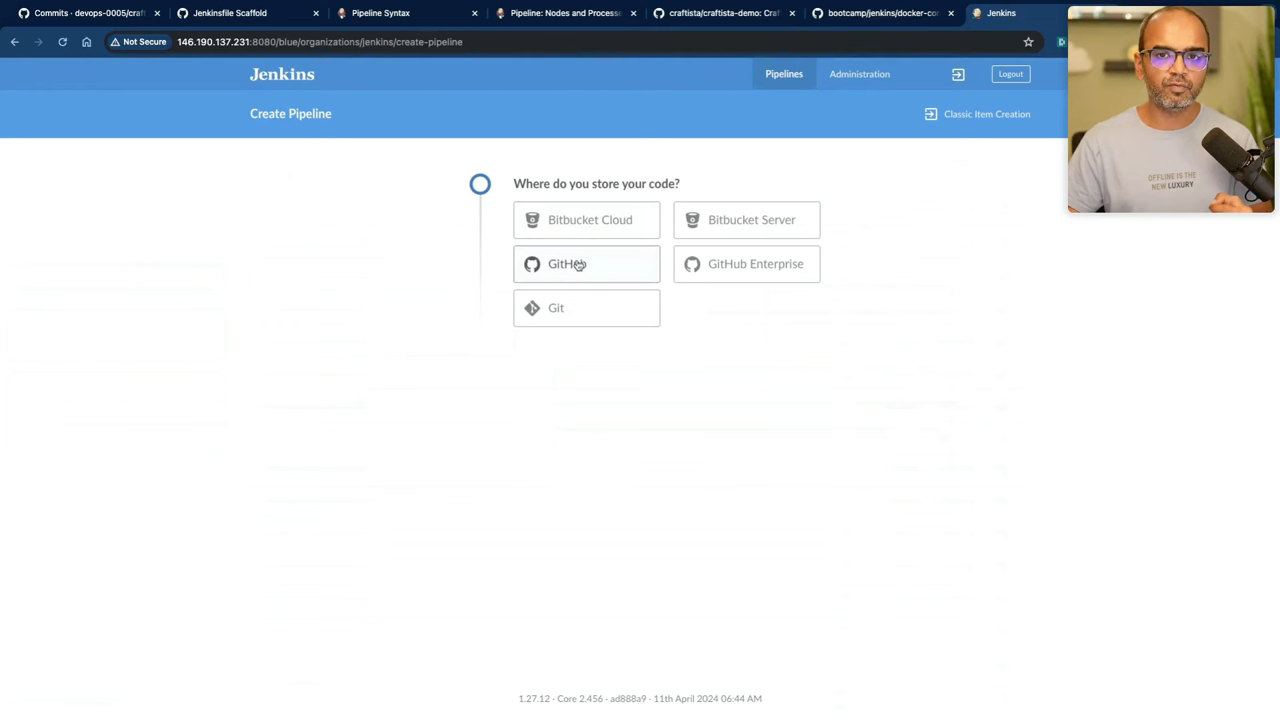 Commits · devops-0005/craf
Jenkinsfile Scaffold
Pipeline Syntax
Pipeline: Nodes and Processe
craftista/craftista-demo: Craf
bootcamp/jenkins/docker-cor
Jenkins
Not Secure
146.190.137.231:8080/blue/organizations/jenkins/create-pipeline
Jenkins
Pipelines
Administration
Logout
Create Pipeline
Classic Item Creation
Where do you store your code?
Bitbucket Cloud
Bitbucket Server
GitHub
GitHub Enterprise
Git
OFFLINE IS THE
NEW LUXURY
1.27.12 · Core 2.456 · ad888a9 · 11th April 2024 06:44 AM